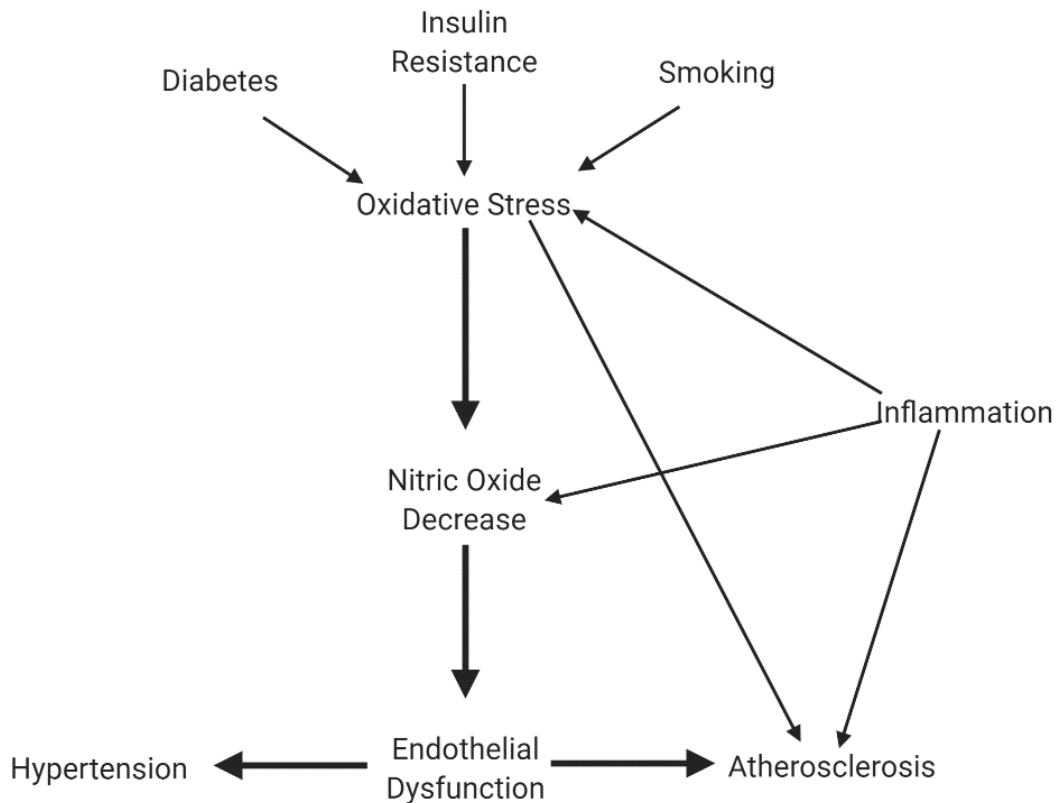 Insulin
Resistance
Diabetes
Smoking
Oxidative Stress
Inflammation
Nitric Oxide
Decrease
Endothelial
Dysfunction
Hypertension
Atherosclerosis